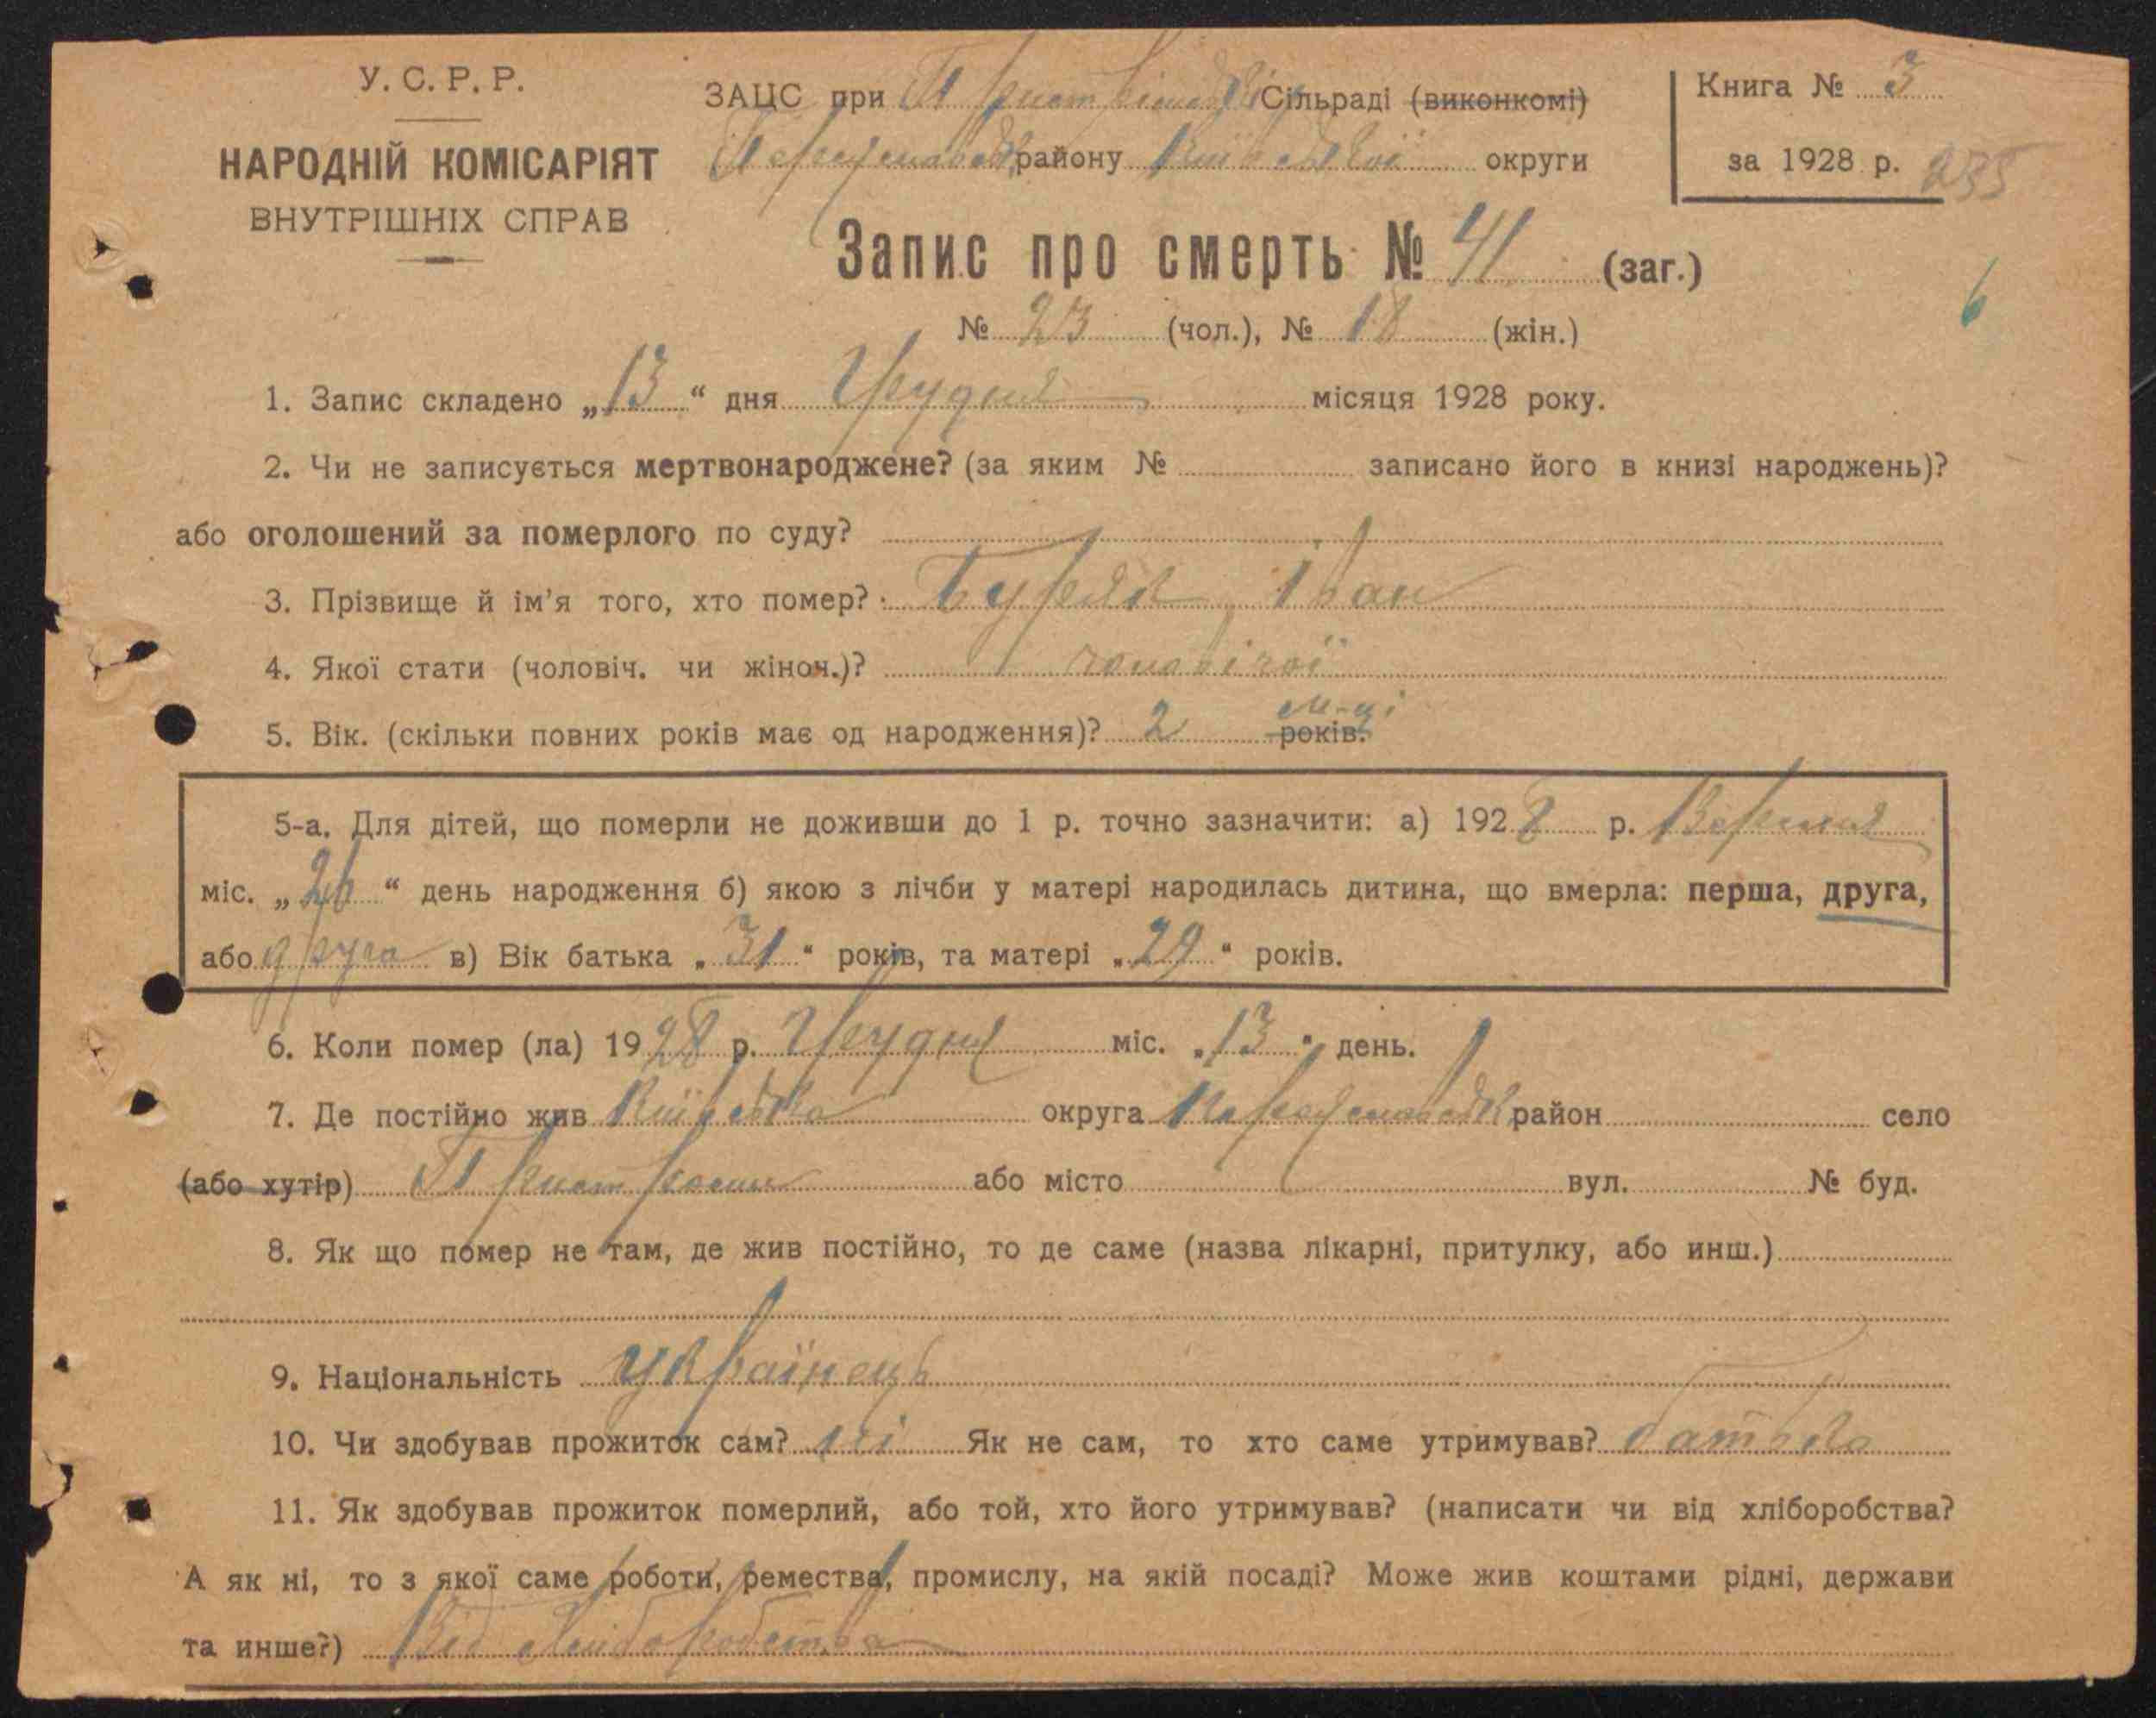 У. С. Р. Р.
НАРОДНІЙ КОМІСАРІЯТ
ВНУТРІШНІХ СПРАВ
ЗАЦС при Пристромській Сільраді (виконкомі)
Переяславськ району Київської округи
Книга № 3
за 1928 р. 235
Запис про смерть № 41 (заг.)
6
№ 23 (чол.), № 18 (жін.)
1. Запис складено „13“ дня Грудня місяця 1928 року.
2. Чи не записується мертвонароджене? (за яким № записано його в книзі народжень)?
або оголошений за померлого по суду?
3. Прізвище й ім'я того, хто помер? Іван
4. Якої стати (чоловіч. чи жіноч.)? чоловічої
5. Вік. (скільки повних років має од народження)? 2 років. м-ці
5-а. Для дітей, що померли не доживши до 1 р. точно зазначити: а) 1928 р.
міс. „26“ день народження б) якою з лічби у матері народилась дитина, що вмерла: перша, друга,
або друга в) Вік батька „31“ років, та матері „29“ років.
6. Коли помер (ла) 1928 р. Грудня міс. „13“ день.
7. Де постійно жив Київська округа Переяславськ район село
(або хутір) Пристроми або місто вул. № буд.
8. Як що помер не там, де жив постійно, то де саме (назва лікарні, притулку, або инш.)
9. Національність Українець
10. Чи здобував прожиток сам? ні Як не сам, то хто саме утримував? батько
11. Як здобував прожиток померлий, або той, хто його утримував? (написати чи від хліборобства?
А як ні, то з якої саме роботи, ремества, промислу, на якій посаді? Може жив коштами рідні, держави
та инше?) Від хліборобства